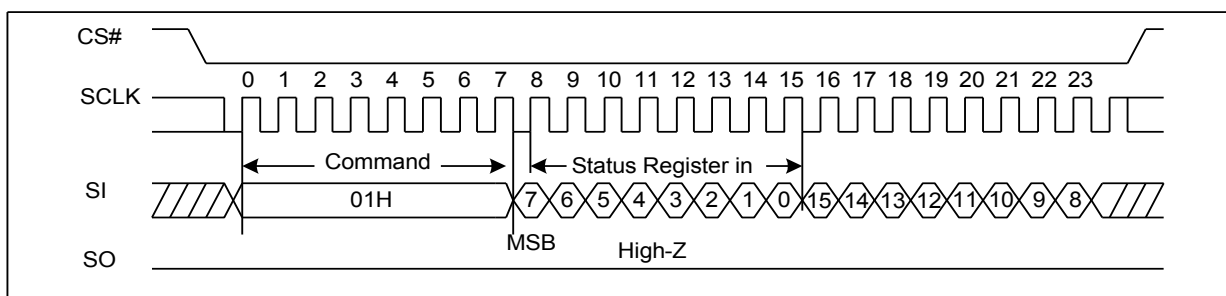 CS#
0 1 2 3 4 5 6 7 8 9 10 11 12 13 14 15 16 17 18 19 20 21 22 23
SCLK
Command Status Register in
SI 01H 7 6 5 4 3 2 1 0 15 14 13 12 11 10 9 8
MSB High-Z
SO